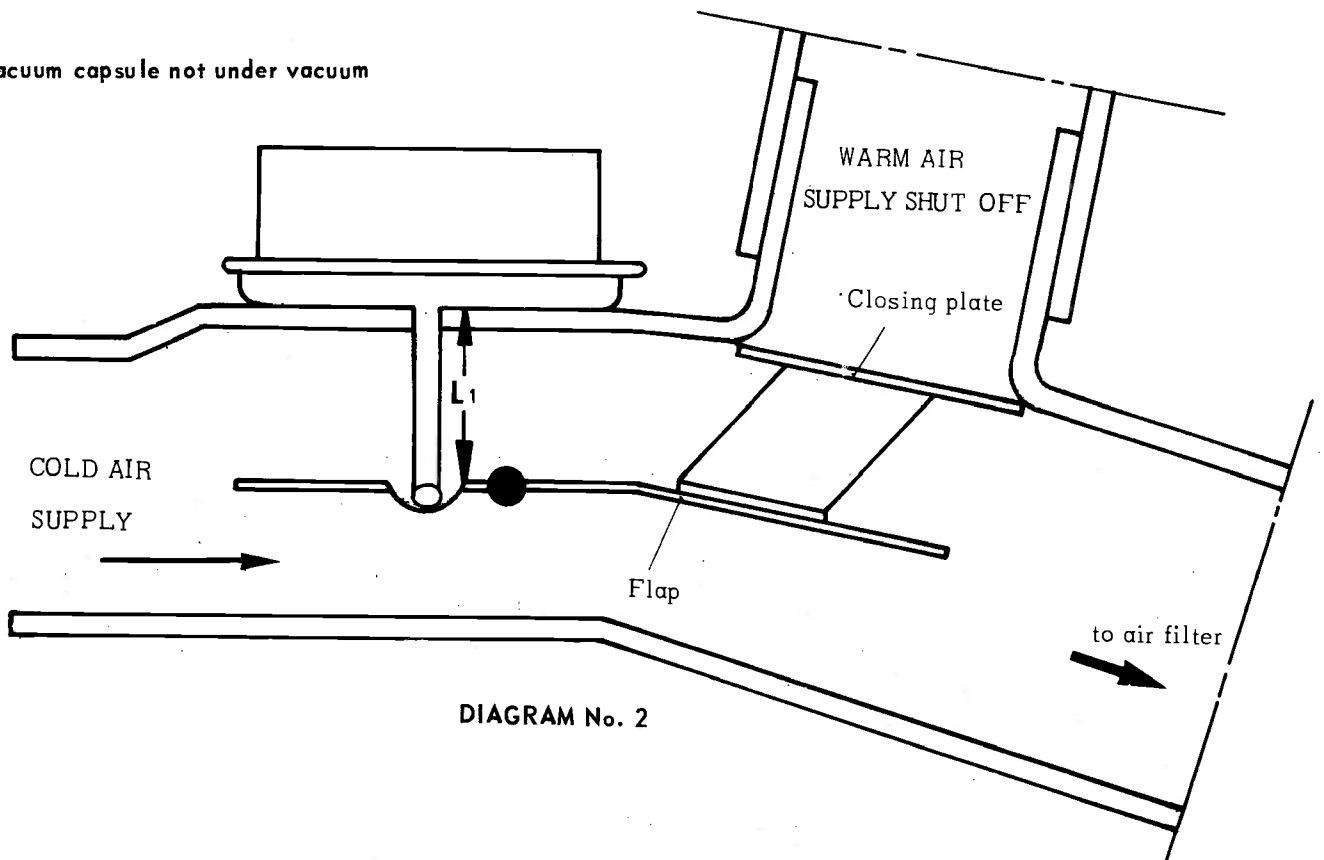 acuum capsule not under vacuum
WARM AIR
SUPPLY SHUT OFF
Closing plate
L1
COLD AIR
SUPPLY
Flap
to air filter
DIAGRAM No. 2